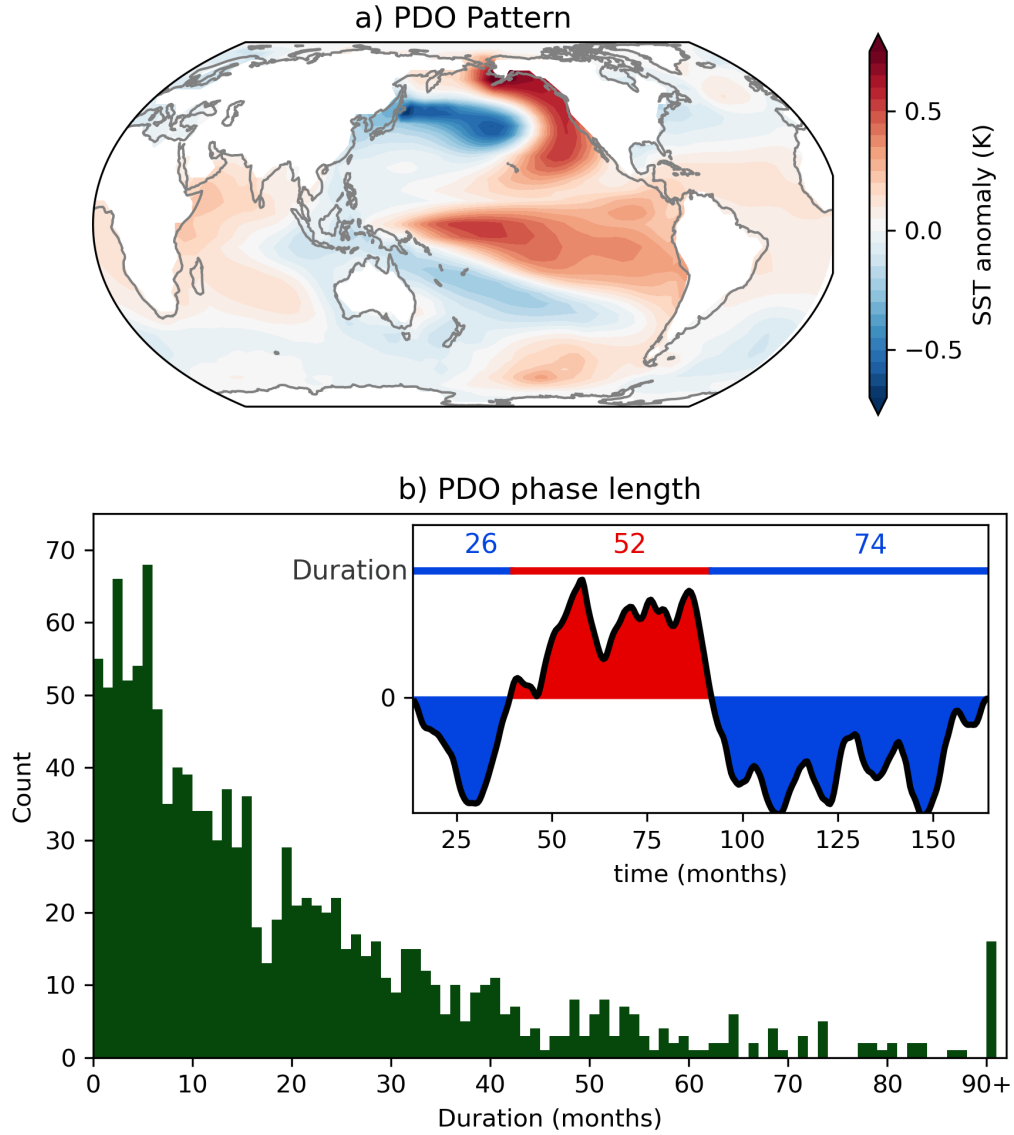 a) PDO Pattern
0.5
0.0
−0.5
SST anomaly (K)
b) PDO phase length
70
60
50
40
30
20
10
0
Count
26 52 74
Duration
0
25 50 75 100 125 150
time (months)
0 10 20 30 40 50 60 70 80 90+
Duration (months)